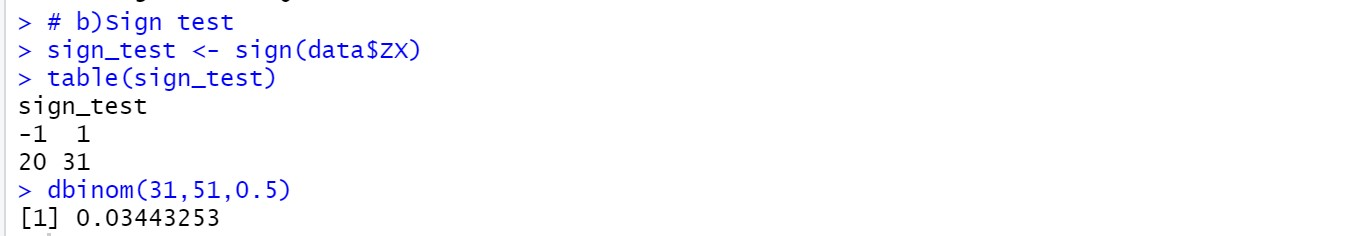 > # b)Sign test
> sign_test <- sign(data$ZX)
> table(sign_test)
sign_test
-1  1
20 31
> dbinom(31,51,0.5)
[1] 0.03443253